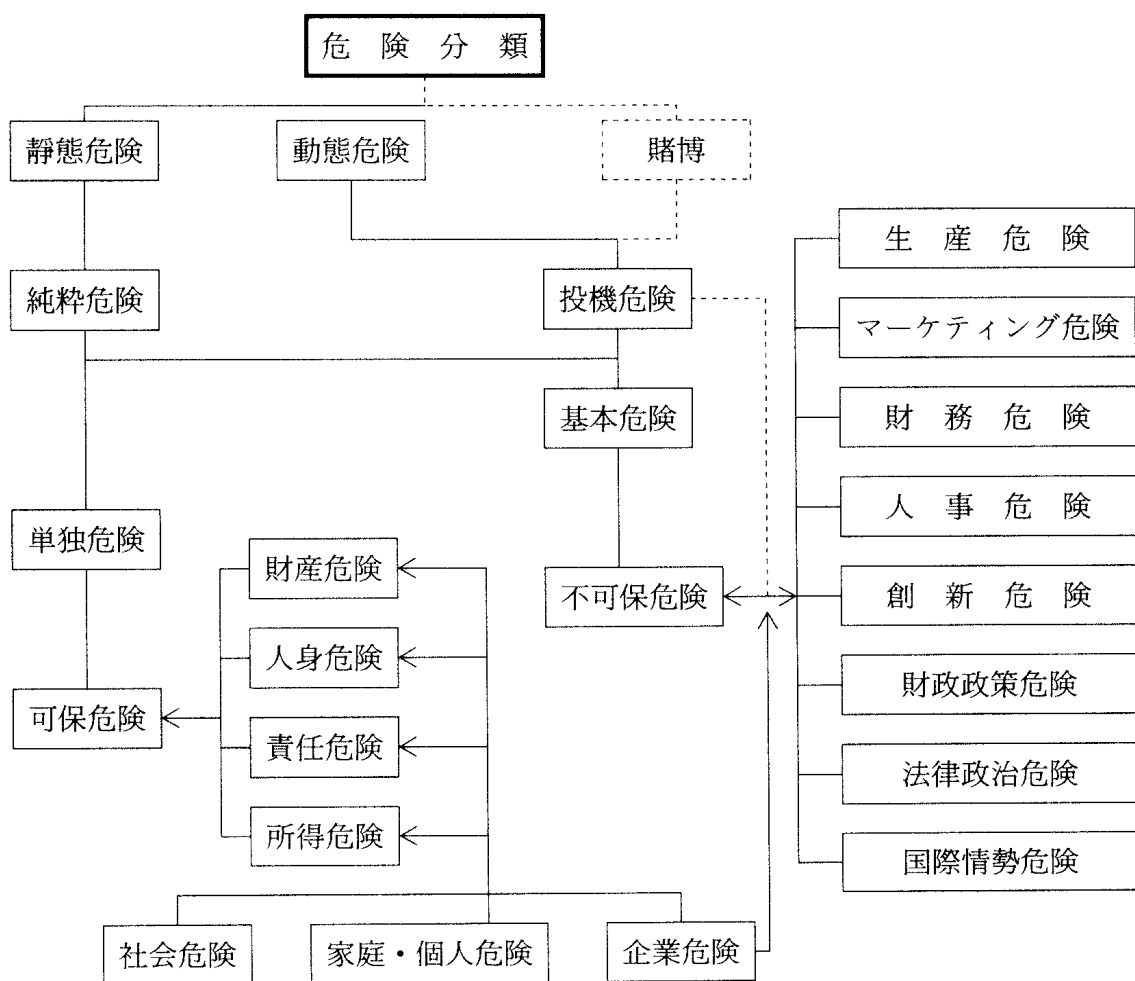 危険分類
靜態危険
動態危険
賭博
純粋危険
投機危険
基本危険
単独危険
不可保危険
可保危険
財産危険
人身危険
責任危険
所得危険
社会危険
家庭・個人危険
企業危険
生産危険
マーケティング危険
財務危険
人事危険
創新危険
財政政策危険
法律政治危険
国際情勢危険